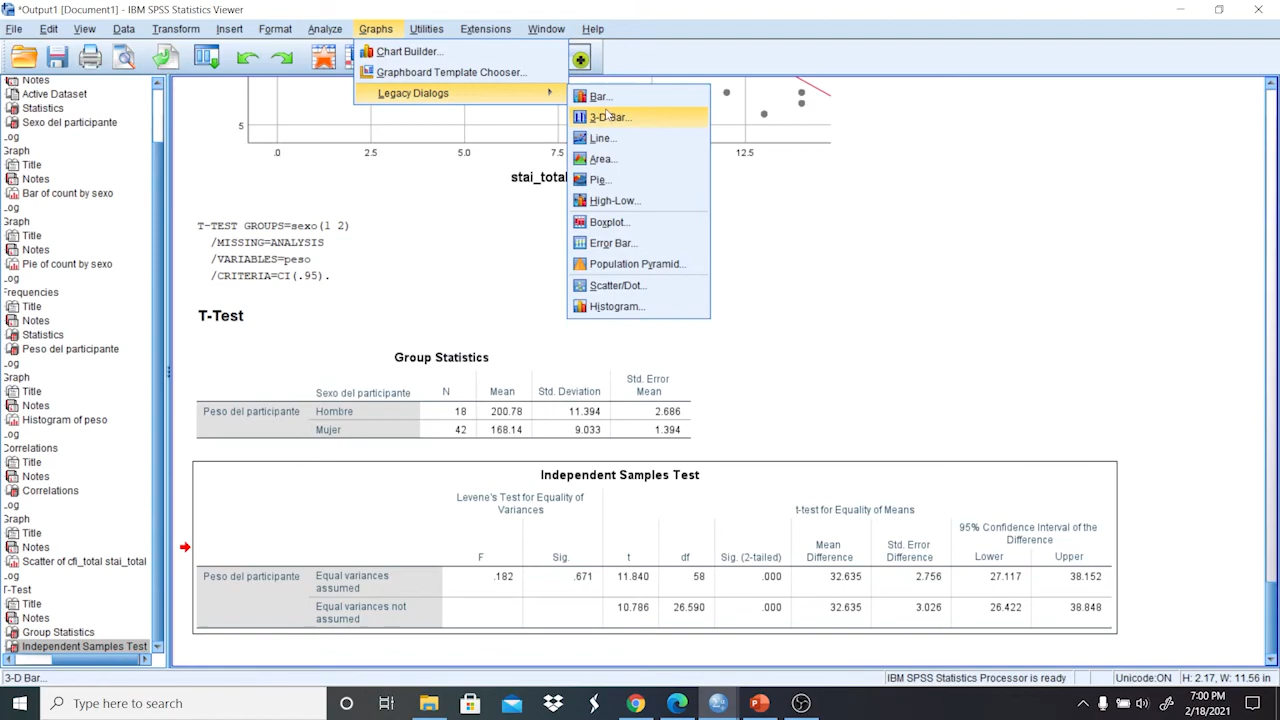 *Output1 [Document1] - IBM SPSS Statistics Viewer
File Edit View Data Transform Insert Format Analyze Graphs Utilities Extensions Window Help
Chart Builder...
Graphboard Template Chooser...
Legacy Dialogs
Bar...
3-D Bar...
Line...
Area...
Pie...
High-Low...
Boxplot...
Error Bar...
Population Pyramid...
Scatter/Dot...
Histogram...
Notes
Active Dataset
Statistics
Sexo del participante
Log
Graph
Title
Notes
Bar of count by sexo
Log
Graph
Title
Notes
Pie of count by sexo
Log
Frequencies
Title
Notes
Statistics
Peso del participante
Log
Graph
Title
Notes
Histogram of peso
Log
Correlations
Title
Notes
Correlations
Log
Graph
Title
Notes
Scatter of cfi_total stai_total
Log
T-Test
Title
Notes
Group Statistics
Independent Samples Test
5
.0 2.5 5.0 7.5 12.5
stai_total
T-TEST GROUPS=sexo(1 2)
/MISSING=ANALYSIS
/VARIABLES=peso
/CRITERIA=CI(.95).
T-Test
Group Statistics
Sexo del participante N Mean Std. Deviation Std. Error Mean
Peso del participante Hombre 18 200.78 11.394 2.686
Mujer 42 168.14 9.033 1.394
Independent Samples Test
Levene's Test for Equality of Variances t-test for Equality of Means
95% Confidence Interval of the Difference
F Sig. t df Sig. (2-tailed) Mean Difference Std. Error Difference Lower Upper
Peso del participante Equal variances assumed .182 .671 11.840 58 .000 32.635 2.756 27.117 38.152
Equal variances not assumed 10.786 26.590 .000 32.635 3.026 26.422 38.848
3-D Bar... IBM SPSS Statistics Processor is ready Unicode:ON H: 2.17, W: 11.56 in
Type here to search
7:00 PM
2/18/2021